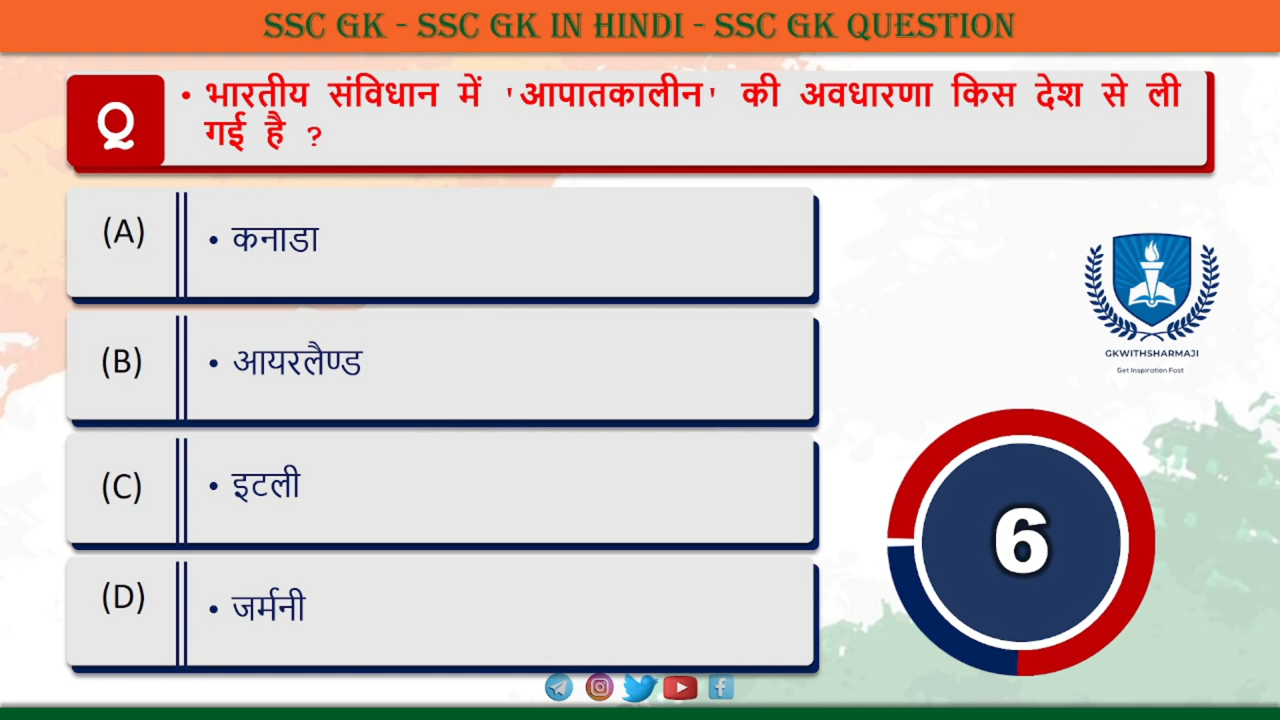 SSC GK - SSC GK IN HINDI - SSC GK QUESTION
Q
• भारतीय संविधान में 'आपातकालीन' की अवधारणा किस देश से ली
गई है ?
(A) • कनाडा
(B) • आयरलैण्ड
(C) • इटली
(D) • जर्मनी
GKWITHSHARMAJI
Get Inspiration Fast
6